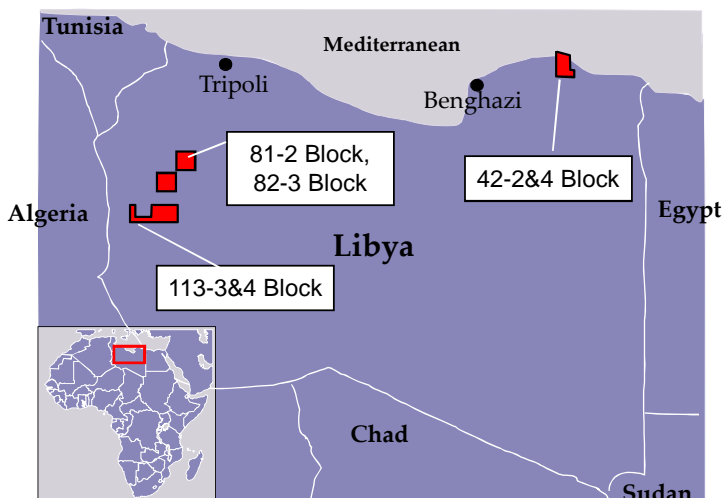 Tunisia
Mediterranean
Tripoli
Benghazi
81-2 Block,
82-3 Block
42-2&4 Block
Algeria
Egypt
Libya
113-3&4 Block
Chad
Sudan